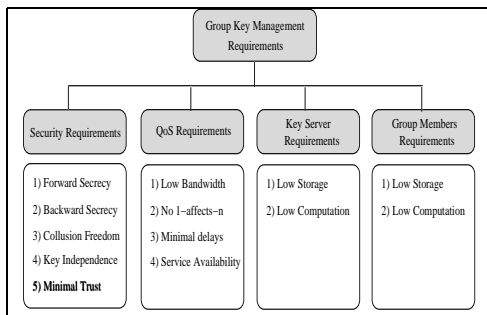 Group Key Management
Requirements
Security Requirements
QoS Requirements
Key Server
Requirements
Group Members
Requirements
1) Forward Secrecy
2) Backward Secrecy
3) Collusion Freedom
4) Key Independence
5) Minimal Trust
1) Low Bandwidth
2) No 1−affects−n
3) Minimal delays
4) Service Availability
1) Low Storage
2) Low Computation
1) Low Storage
2) Low Computation